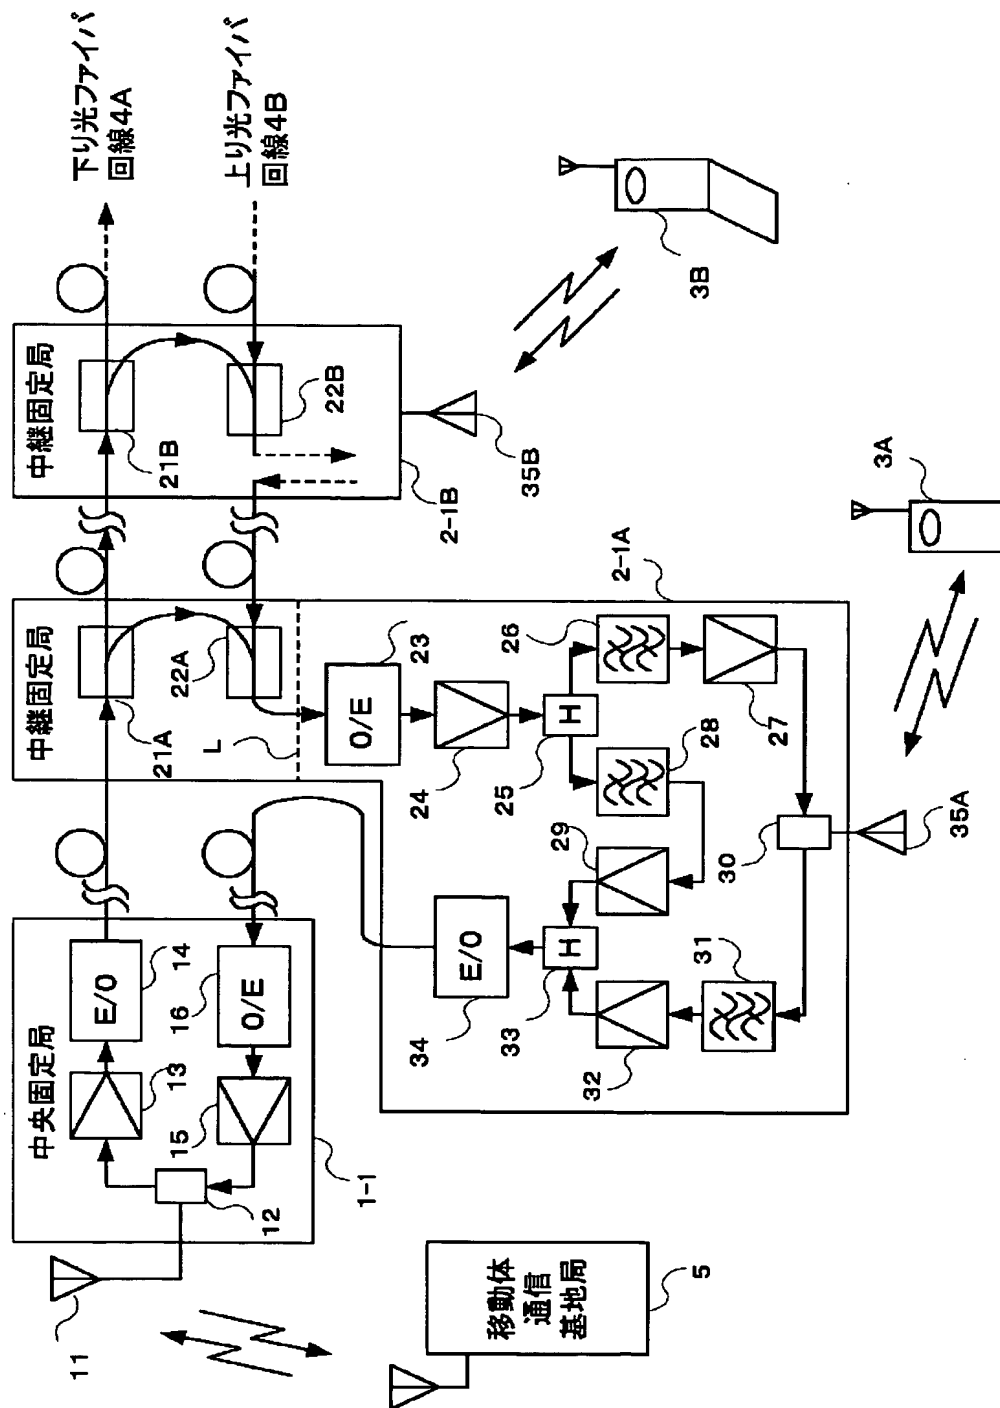 下り光ファイバ
回線4A
上り光ファイバ
回線4B
中央固定局
中継固定局
中継固定局
11
12
13
E/O
14
15
16
O/E
1-1
21A
22A
L
21B
22B
2-1B
35B
3B
O/E
23
24
H
25
26
27
28
29
30
31
32
H
33
E/O
34
35A
2-1A
3A
移動体
通信
基地局
5